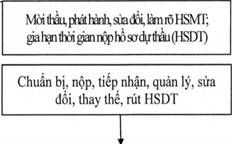 Mời thầu, phát hành, sửa đổi, làm rõ HSMT;
gia hạn thời gian nộp hồ sơ dự thầu (HSDT)
Chuẩn bị, nộp, tiếp nhận, quản lý, sửa
đổi, thay thế, rút HSDT